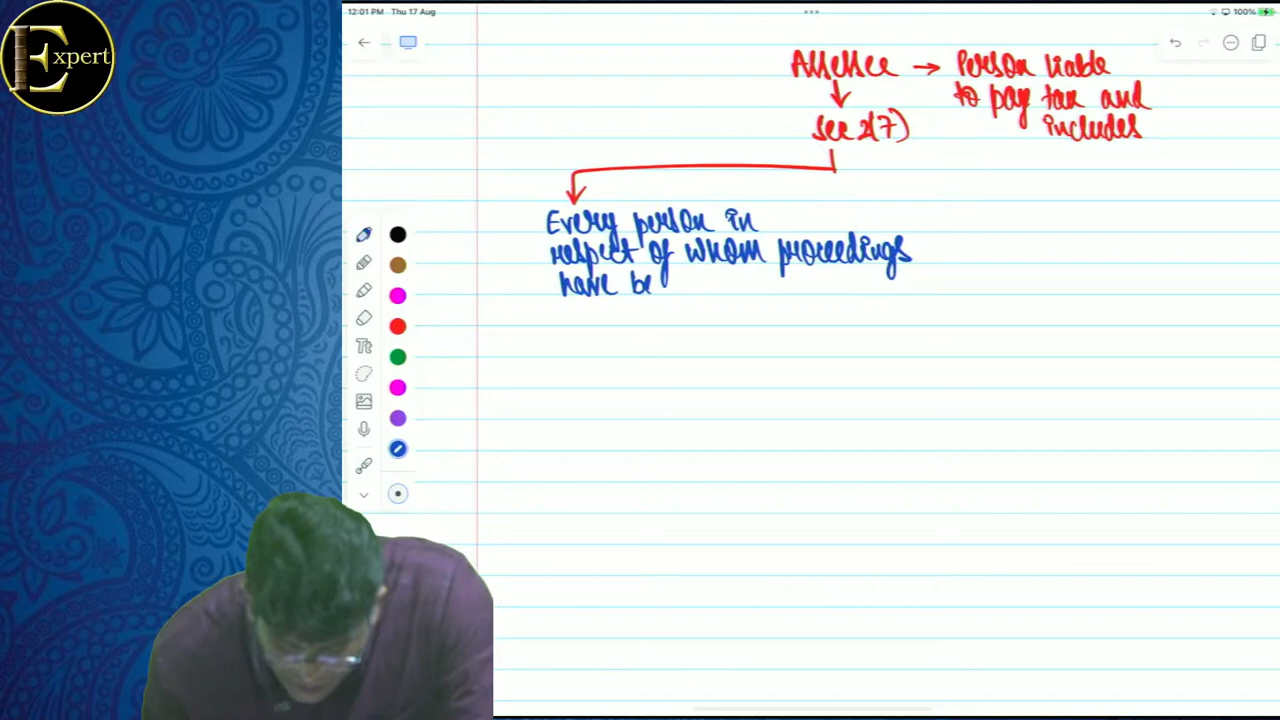 Expert
12:01 PM Thu 17 Aug
100%
Assessee → Person liable
to pay tax and
includes
sec 2(7)
Every person in
respect of whom proceedings
have be
Tt